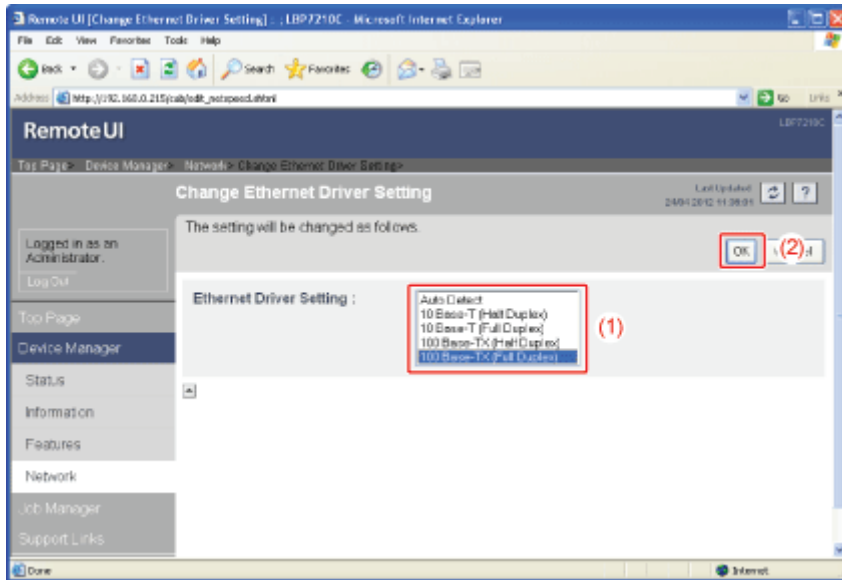 Remote UI [Change Ethernet Driver Setting] : ; LBP7210C - Microsoft Internet Explorer
File Edit View Favorites Tools Help
Back Search Favorites
Address http://192.168.0.215/cab/edit_netspeed.shtml Go Links
Remote UI LBP7210C
Top Page> Device Manager> Network> Change Ethernet Driver Setting>
Change Ethernet Driver Setting
Last Updated:
24/04/2012
The setting will be changed as follows.
OK (2)
Logged in as an
Administrator.
Log Out
Ethernet Driver Setting :
Auto Detect
10 Base-T (Half Duplex)
10 Base-T (Full Duplex)
100 Base-TX (Half Duplex)
100 Base-TX (Full Duplex)
(1)
Top Page
Device Manager
Status
Information
Features
Network
Job Manager
Support Links
Done Internet